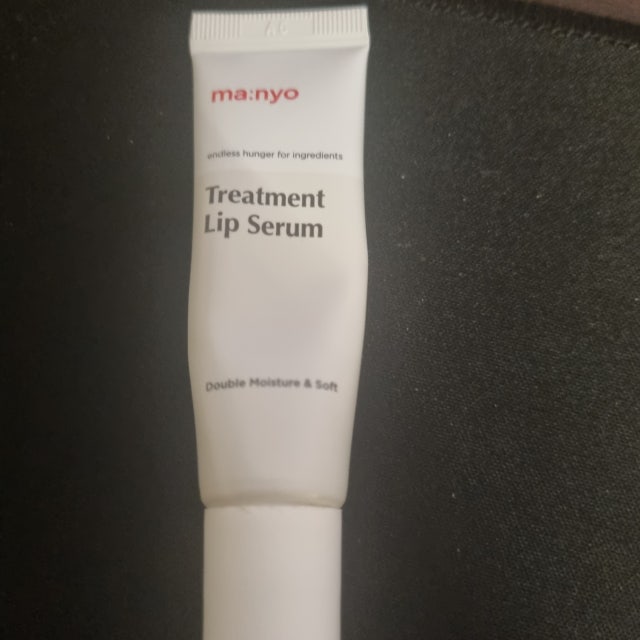 ma:nyo
endless hunger for ingredients
Treatment
Lip Serum
Double Moisture & Soft